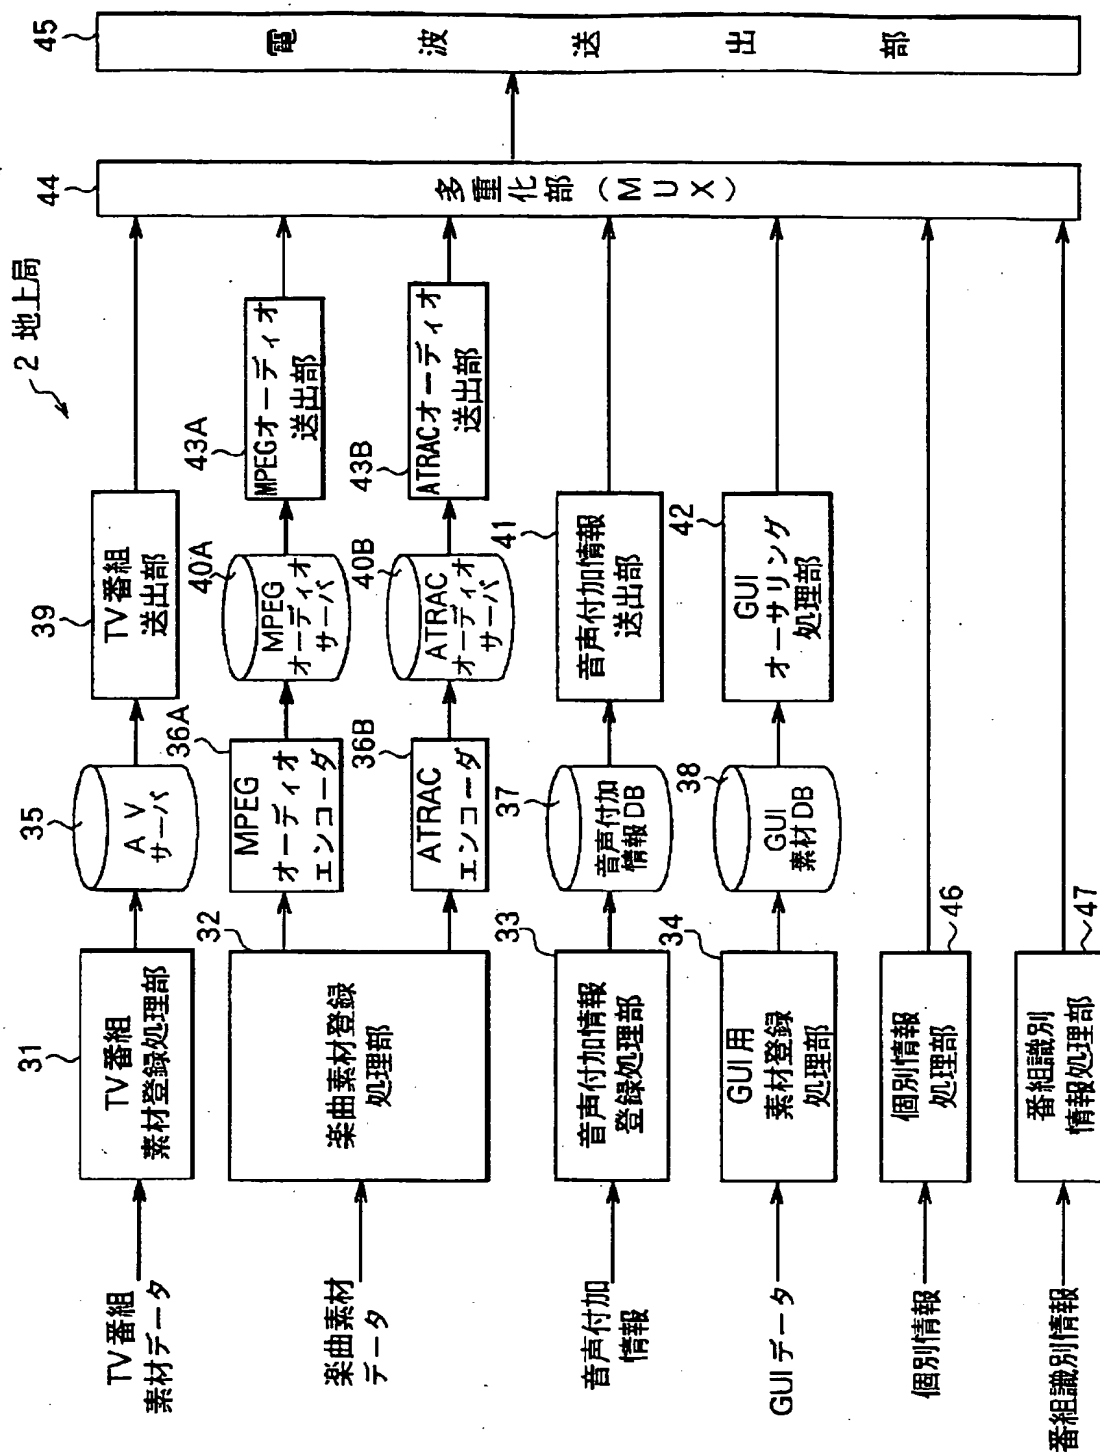 2 地上局
TV番組
素材データ
31
TV番組
素材登録処理部
35
AV
サーバ
39
TV番組
送出部
楽曲素材
データ
32
楽曲素材登録
処理部
36A
MPEG
オーディオ
エンコーダ
40A
MPEG
オーディオ
サーバ
43A
MPEGオーディオ
送出部
36B
ATRAC
エンコーダ
40B
ATRAC
オーディオ
サーバ
43B
ATRACオーディオ
送出部
音声付加
情報
33
音声付加情報
登録処理部
37
音声付加
情報DB
41
音声付加情報
送出部
GUIデータ
34
GUI用
素材登録
処理部
38
GUI
素材DB
42
GUI
オーサリング
処理部
個別情報
46
個別情報
処理部
番組識別情報
47
番組識別
情報処理部
44
多重化部(MUX)
45
電波送出部